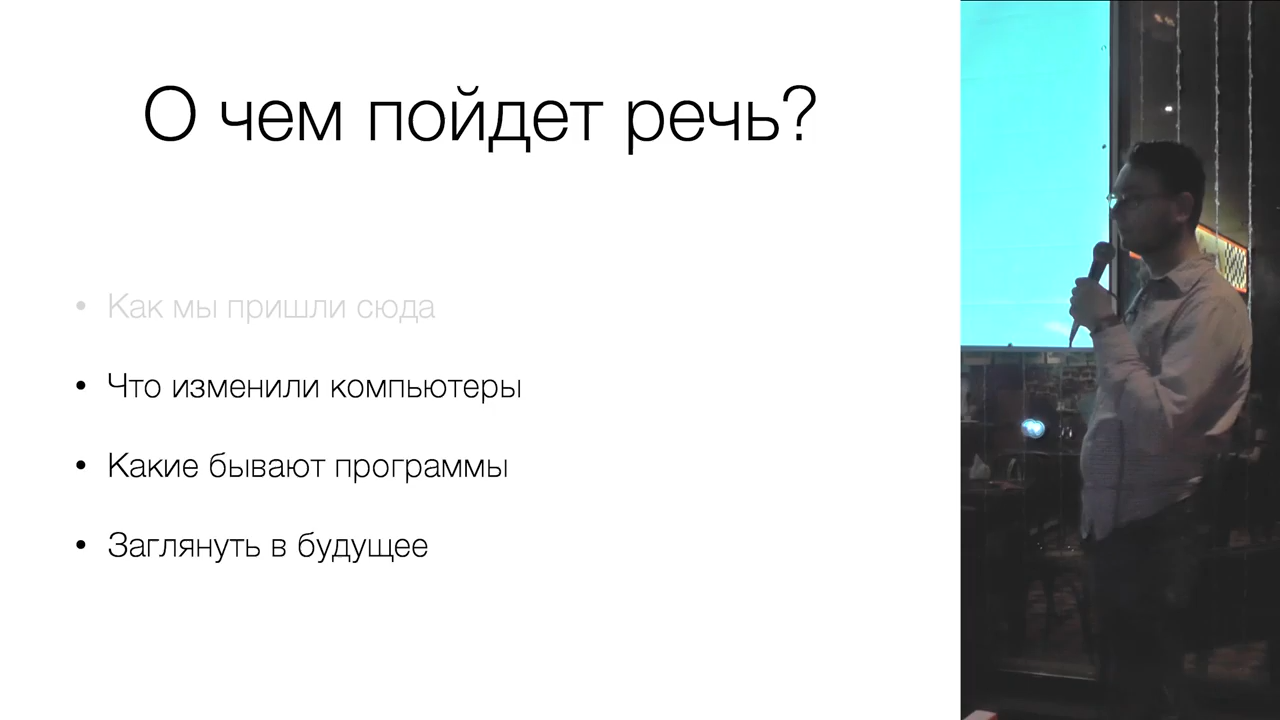 О чем пойдет речь?
• Как мы пришли сюда
• Что изменили компьютеры
• Какие бывают программы
• Заглянуть в будущее